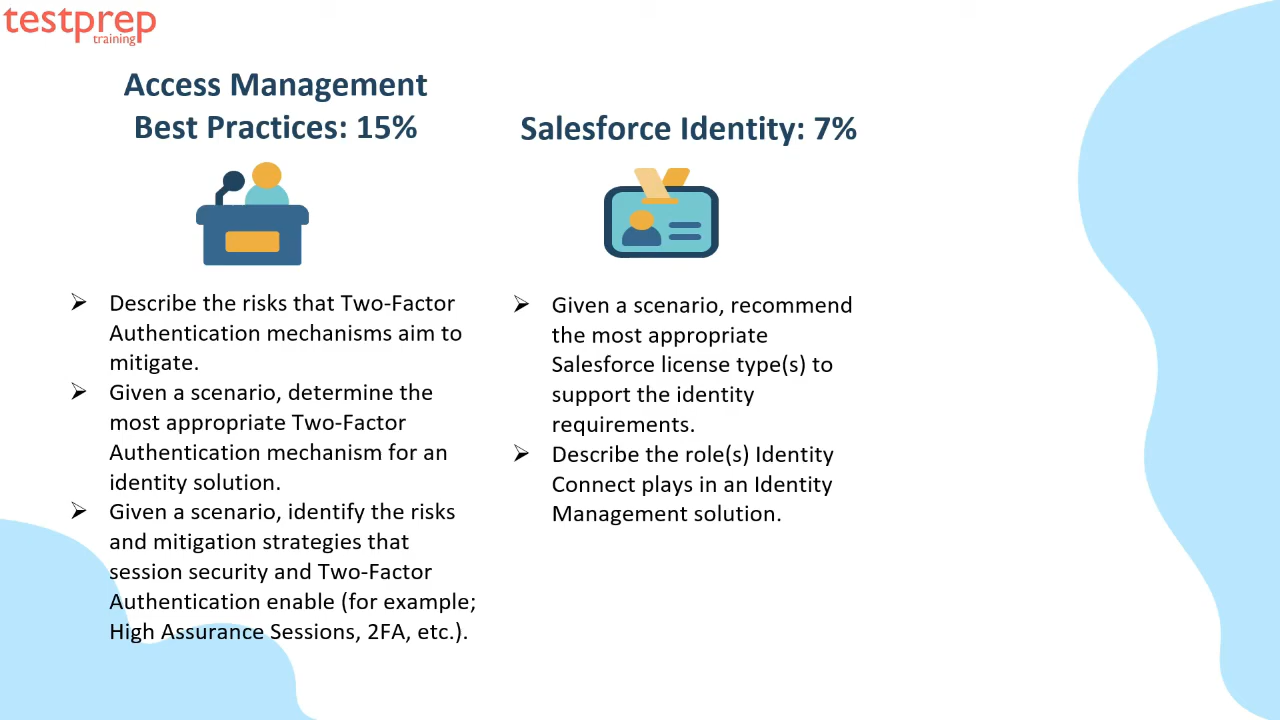 testprep
training
Access Management
Best Practices: 15%
Salesforce Identity: 7%
➢ Describe the risks that Two-Factor
Authentication mechanisms aim to
mitigate.
➢ Given a scenario, determine the
most appropriate Two-Factor
Authentication mechanism for an
identity solution.
➢ Given a scenario, identify the risks
and mitigation strategies that
session security and Two-Factor
Authentication enable (for example;
High Assurance Sessions, 2FA, etc.).
➢ Given a scenario, recommend
the most appropriate
Salesforce license type(s) to
support the identity
requirements.
➢ Describe the role(s) Identity
Connect plays in an Identity
Management solution.